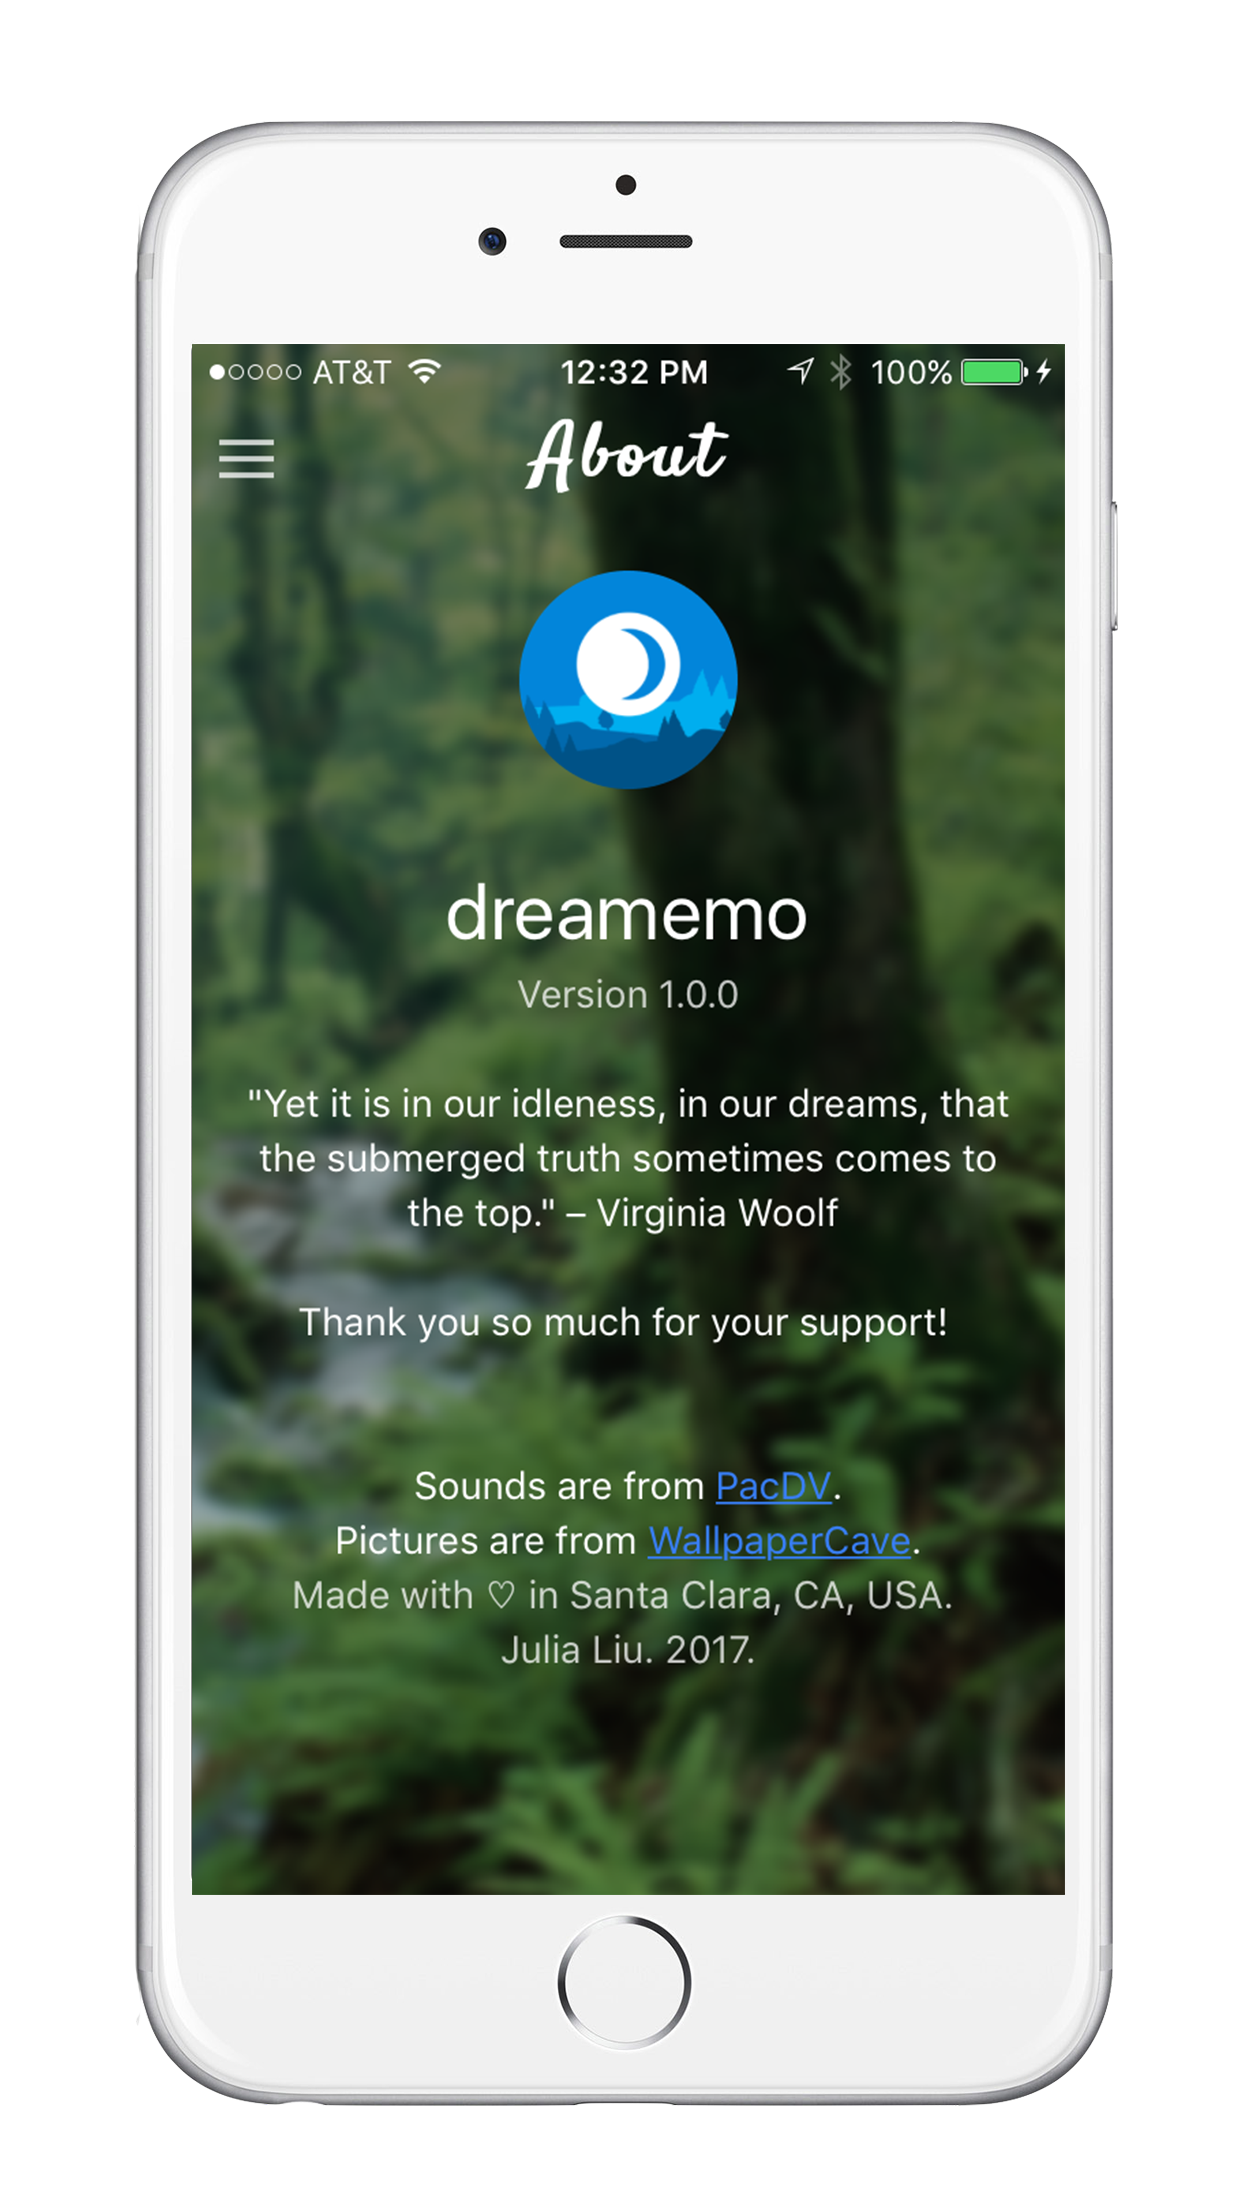 AT&T 12:32 PM 100%
About
dreamemo
Version 1.0.0
"Yet it is in our idleness, in our dreams, that
the submerged truth sometimes comes to
the top." – Virginia Woolf
Thank you so much for your support!
Sounds are from PacDV.
Pictures are from WallpaperCave.
Made with ♡ in Santa Clara, CA, USA.
Julia Liu. 2017.